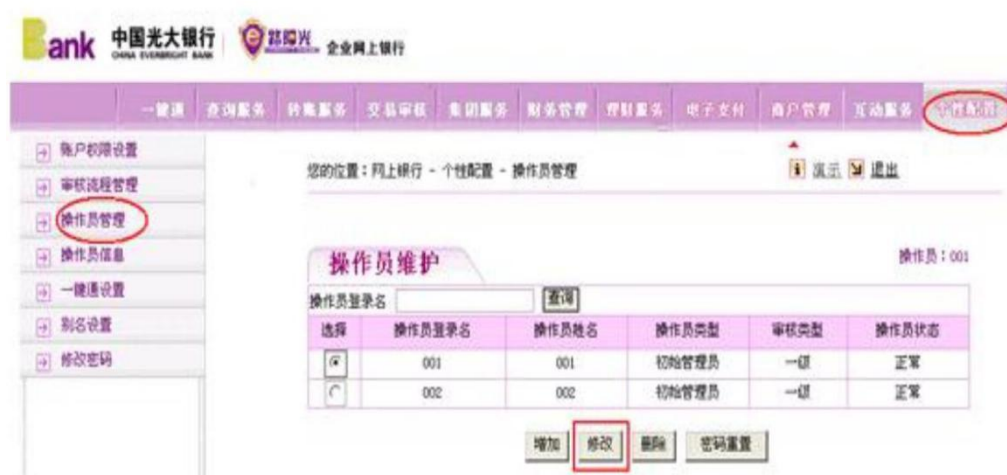 Bank 中国光大银行 CHINA EVERBRIGHT BANK e路阳光 企业网上银行
一键通 查询服务 转账服务 交易审核 集团服务 财务管理 理财服务 电子支付 商户管理 互动服务 个性配置
账户权限设置
审核流程管理
操作员管理
操作员信息
一键通设置
别名设置
修改密码
您的位置：网上银行 - 个性配置 - 操作员管理 演示 退出
操作员维护 操作员：001
操作员登录名 查询
选择 操作员登录名 操作员姓名 操作员类型 审核类型 操作员状态
001 001 初始管理员 一级 正常
002 002 初始管理员 一级 正常
增加 修改 删除 密码重置